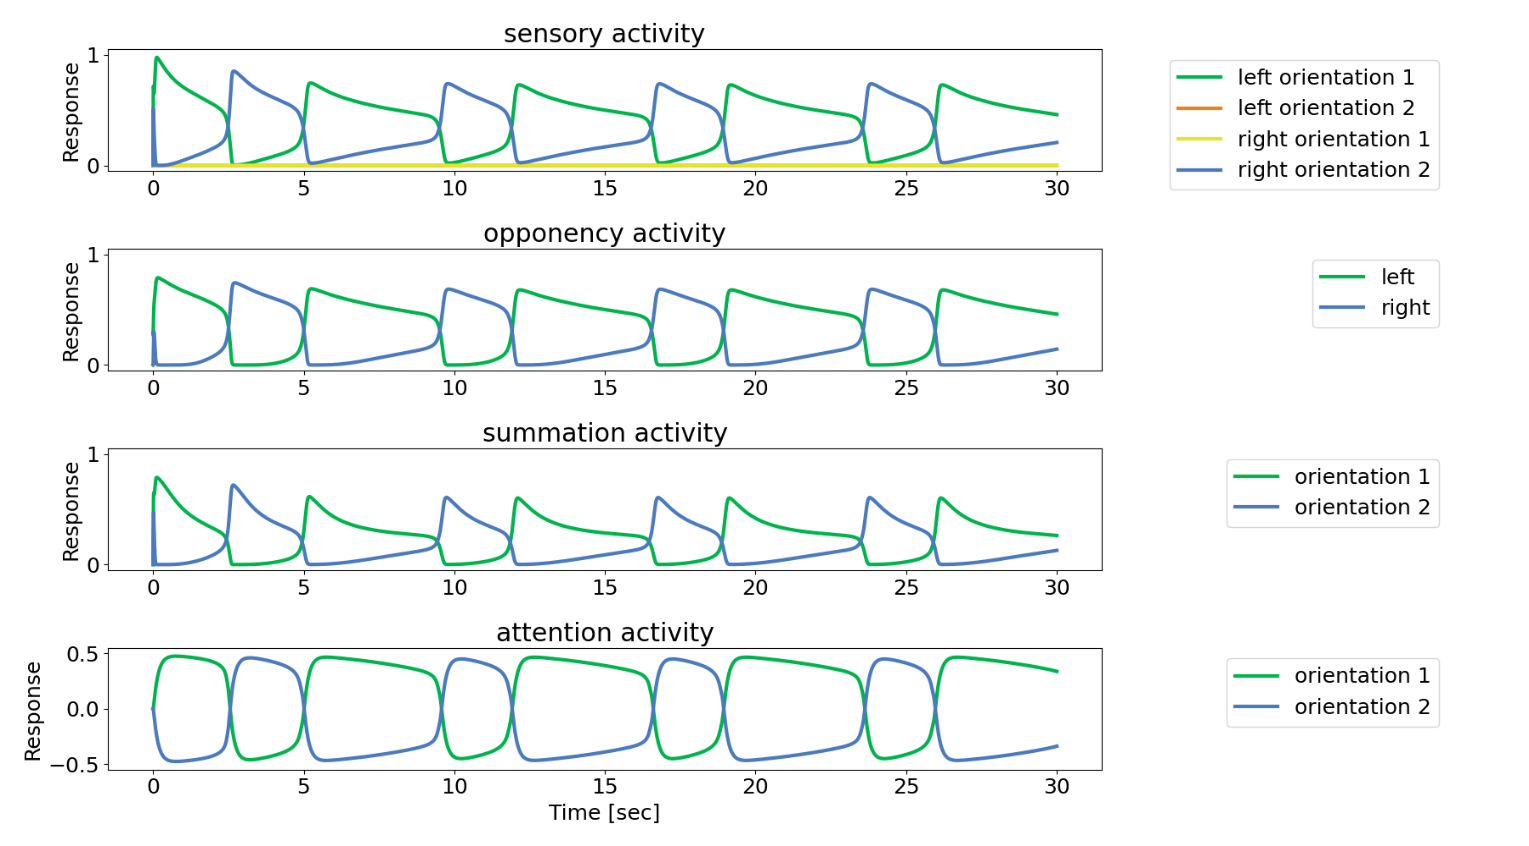 sensory activity
Response
1
0
0 5 10 15 20 25 30
left orientation 1
left orientation 2
right orientation 1
right orientation 2
opponency activity
Response
1
0
0 5 10 15 20 25 30
left
right
summation activity
Response
1
0
0 5 10 15 20 25 30
orientation 1
orientation 2
attention activity
Response
0.5
0.0
−0.5
0 5 10 15 20 25 30
Time [sec]
orientation 1
orientation 2